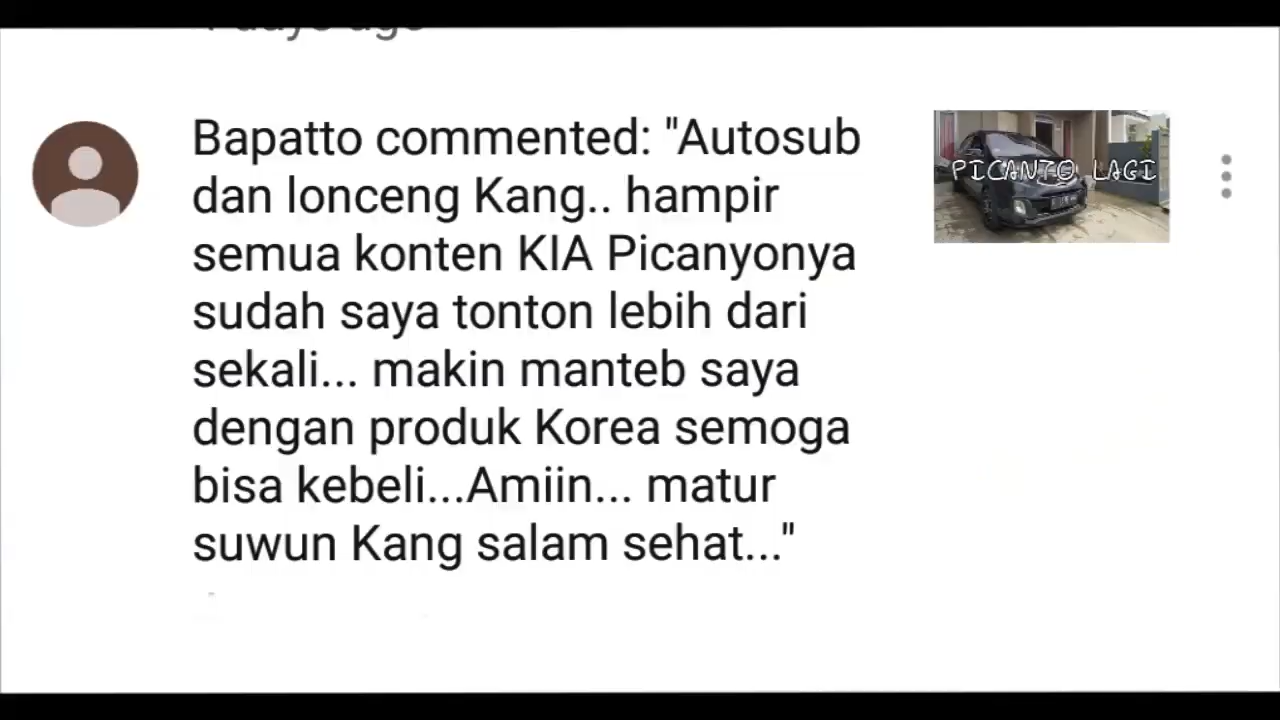 Bapatto commented: "Autosub
dan lonceng Kang.. hampir
semua konten KIA Picanyonya
sudah saya tonton lebih dari
sekali... makin manteb saya
dengan produk Korea semoga
bisa kebeli...Amiin... matur
suwun Kang salam sehat..."
PICANTO LAGI